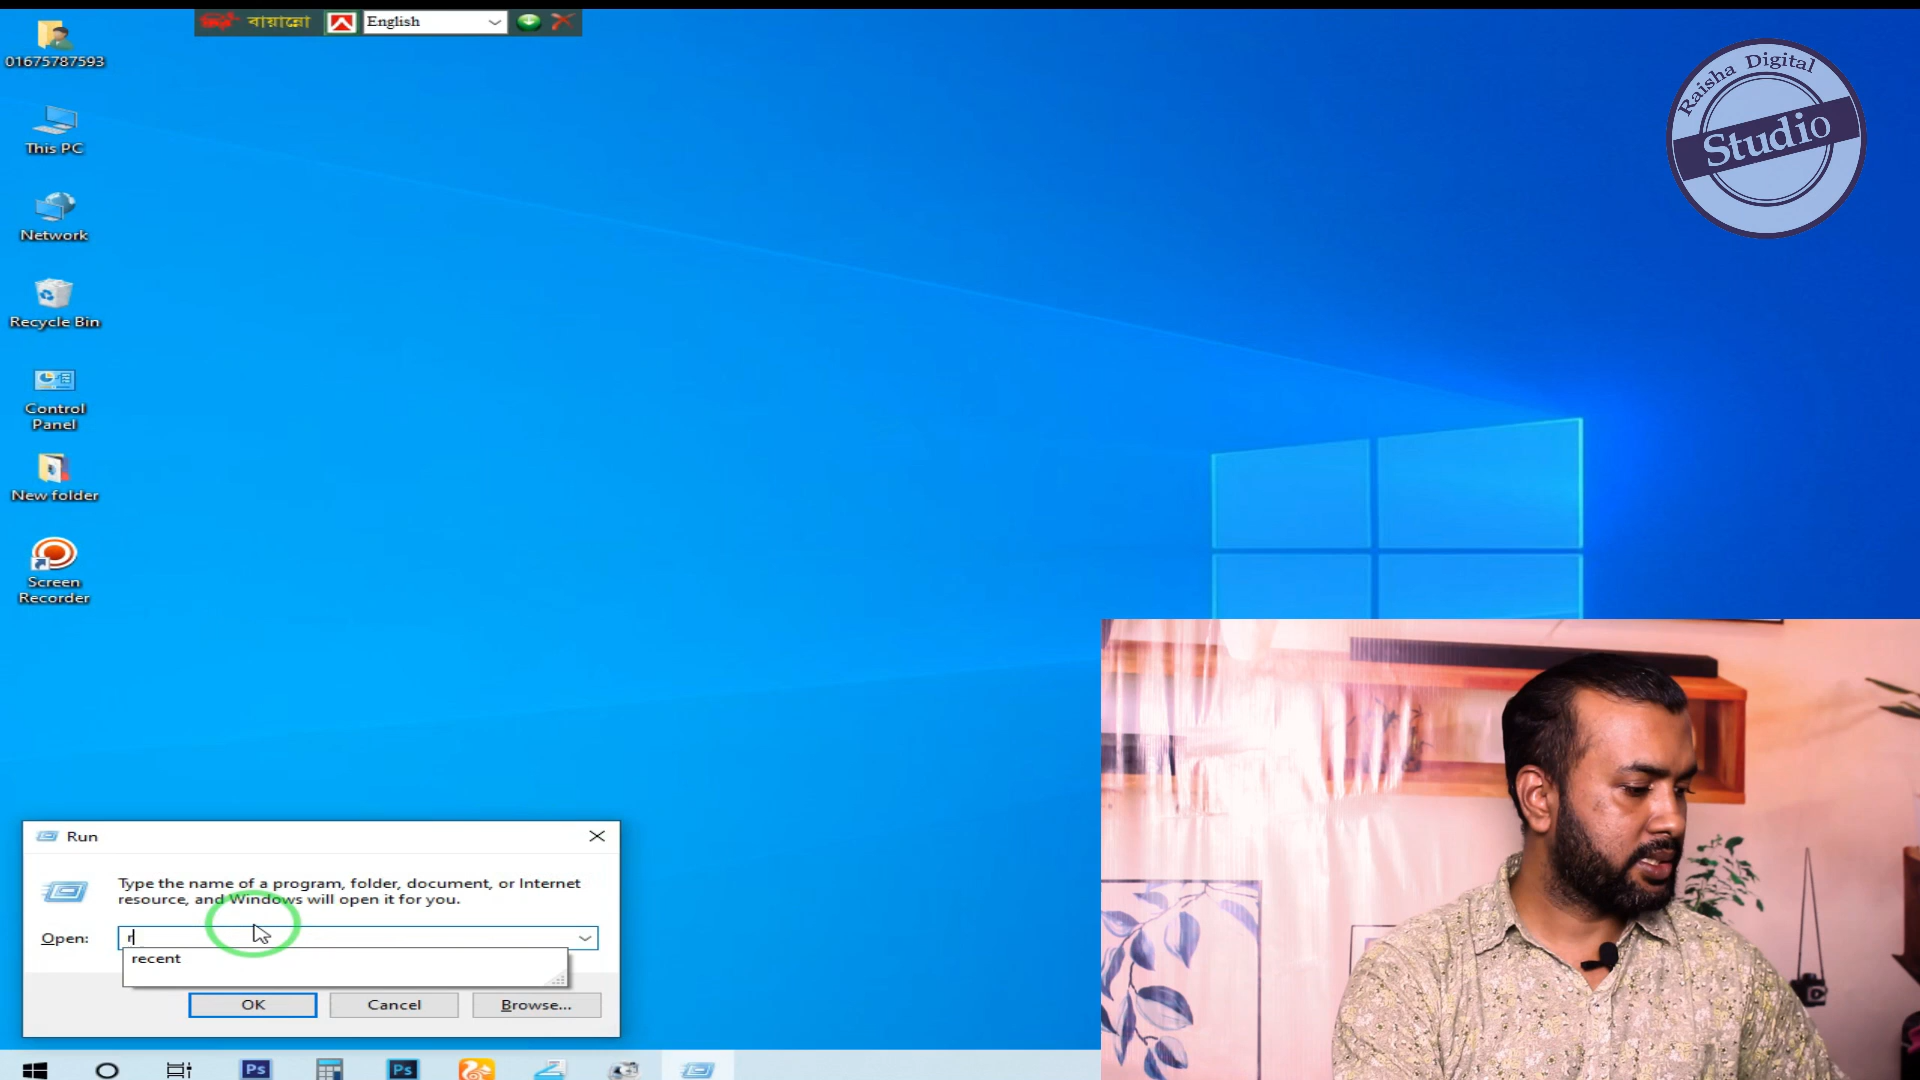 বায়ান্নো
English
01675787593
This PC
Network
Recycle Bin
Control
Panel
New folder
Screen
Recorder
Raisha Digital
Studio
Run
Type the name of a program, folder, document, or Internet
resource, and Windows will open it for you.
Open:
r
recent
OK
Cancel
Browse...
Ps
Ps